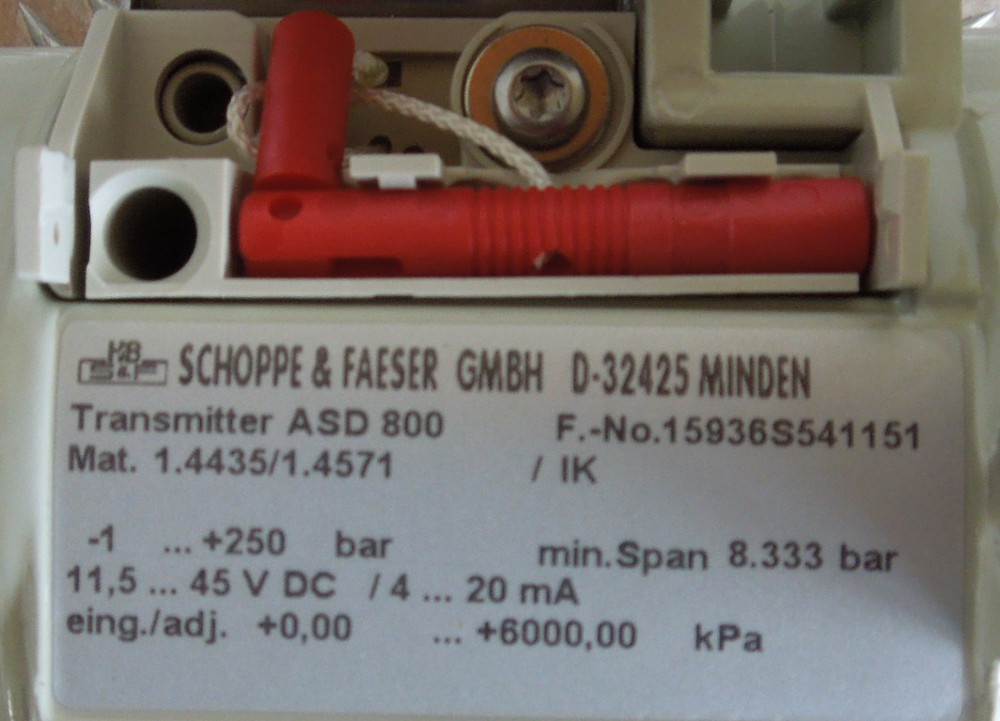 H&B
S&F SCHOPPE & FAESER GMBH D-32425 MINDEN
Transmitter ASD 800 F.-No.15936S541151
Mat. 1.4435/1.4571 / IK
-1 ... +250 bar min.Span 8.333 bar
11,5 ... 45 V DC / 4 ... 20 mA
eing./adj. +0,00 ... +6000,00 kPa